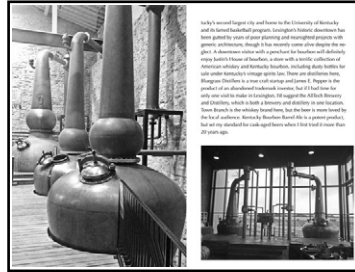 tucky's second largest city and home to the University of Kentucky
and its famed basketball program. Lexington's historic downtown has
been gutted by years of poor planning and nearsighted projects with
generic architecture, though it has recently come alive despite the ne-
glect. A downtown visitor with a penchant for bourbon will definitely
enjoy Justin's House of bourbon, a store with a terrific collection of
American whiskey and Kentucky bourbon, including dusty bottles for
sale under Kentucky's vintage spirits law. There are distilleries here,
Bluegrass Distillers is a true craft startup and James E. Pepper is the
product of an abandoned trademark investor, but if I had time for
only one visit to make in Lexington, I'd suggest the AllTech Brewery
and Distillery, which is both a brewery and distillery in one location.
Town Branch is the whiskey brand here, but the beer is more loved by
the local audience. Kentucky Bourbon Barrel Ale is a potent product,
but set my standard for cask-aged beers when I first tried it more than
20 years ago.